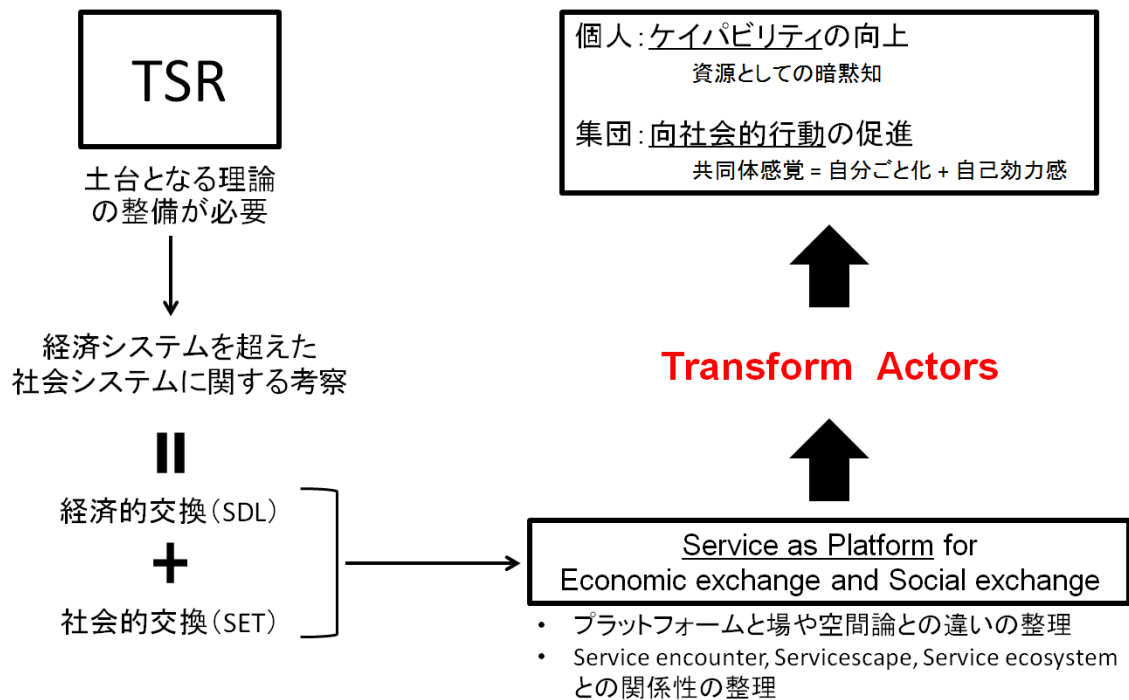 TSR
土台となる理論
の整備が必要
経済システムを超えた
社会システムに関する考察
=
経済的交換(SDL)
+
社会的交換(SET)
Service as Platform for
Economic exchange and Social exchange
• プラットフォームと場や空間論との違いの整理
• Service encounter, Servicescape, Service ecosystem
との関係性の整理
Transform Actors
個人:ケイパビリティの向上
資源としての暗黙知
集団:向社会的行動の促進
共同体感覚 = 自分ごと化 + 自己効力感